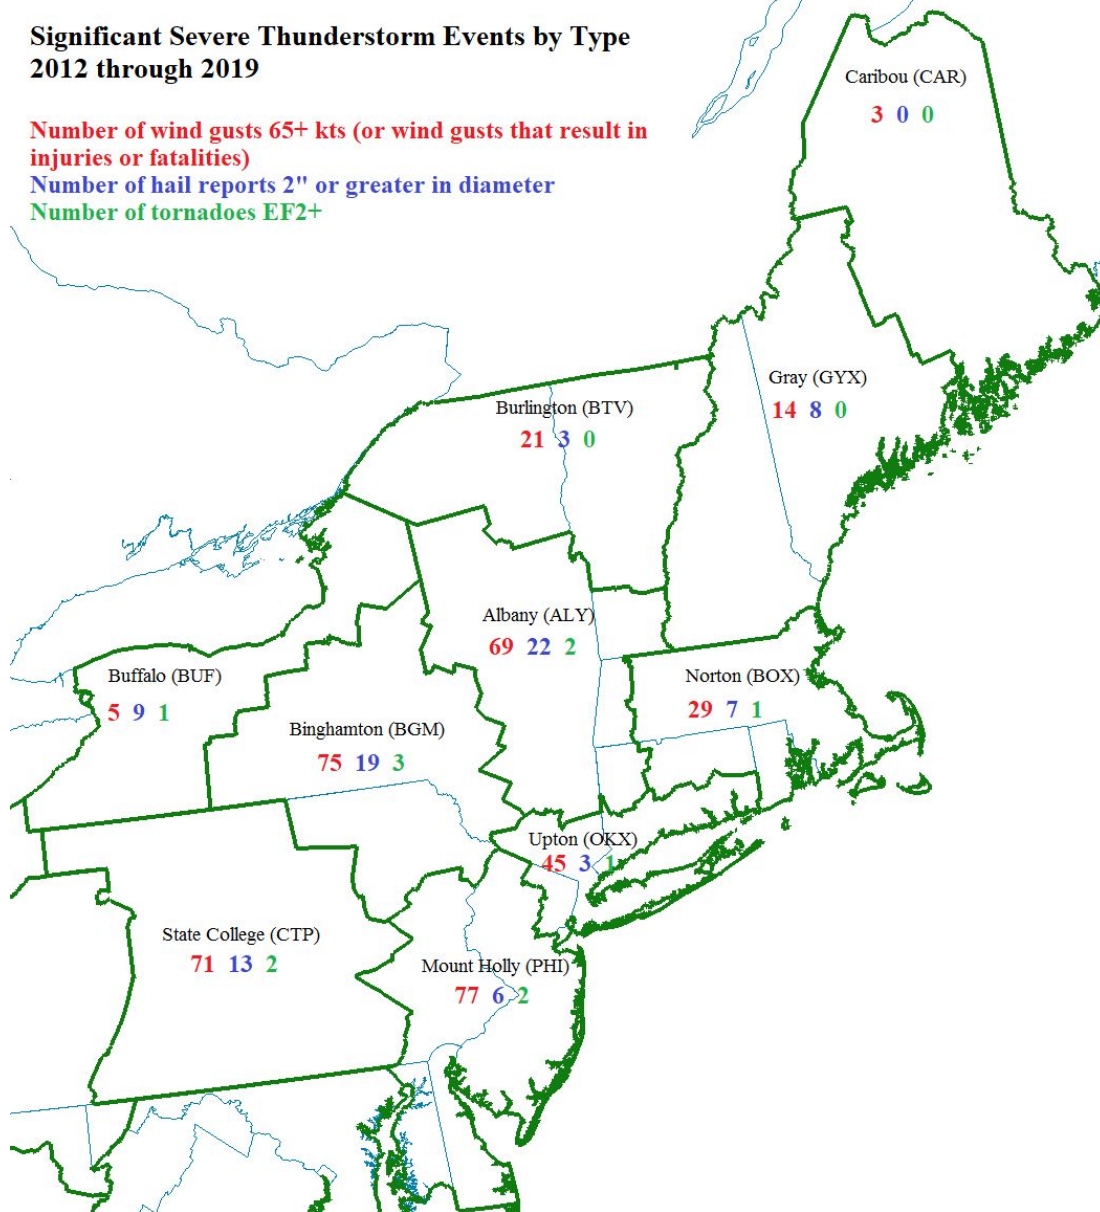 Significant Severe Thunderstorm Events by Type
2012 through 2019
Number of wind gusts 65+ kts (or wind gusts that result in
injuries or fatalities)
Number of hail reports 2" or greater in diameter
Number of tornadoes EF2+
Caribou (CAR)
3 0 0
Gray (GYX)
14 8 0
Burlington (BTV)
21 3 0
Albany (ALY)
69 22 2
Buffalo (BUF)
5 9 1
Norton (BOX)
29 7 1
Binghamton (BGM)
75 19 3
Upton (OKX)
45 3 1
State College (CTP)
71 13 2
Mount Holly (PHI)
77 6 2